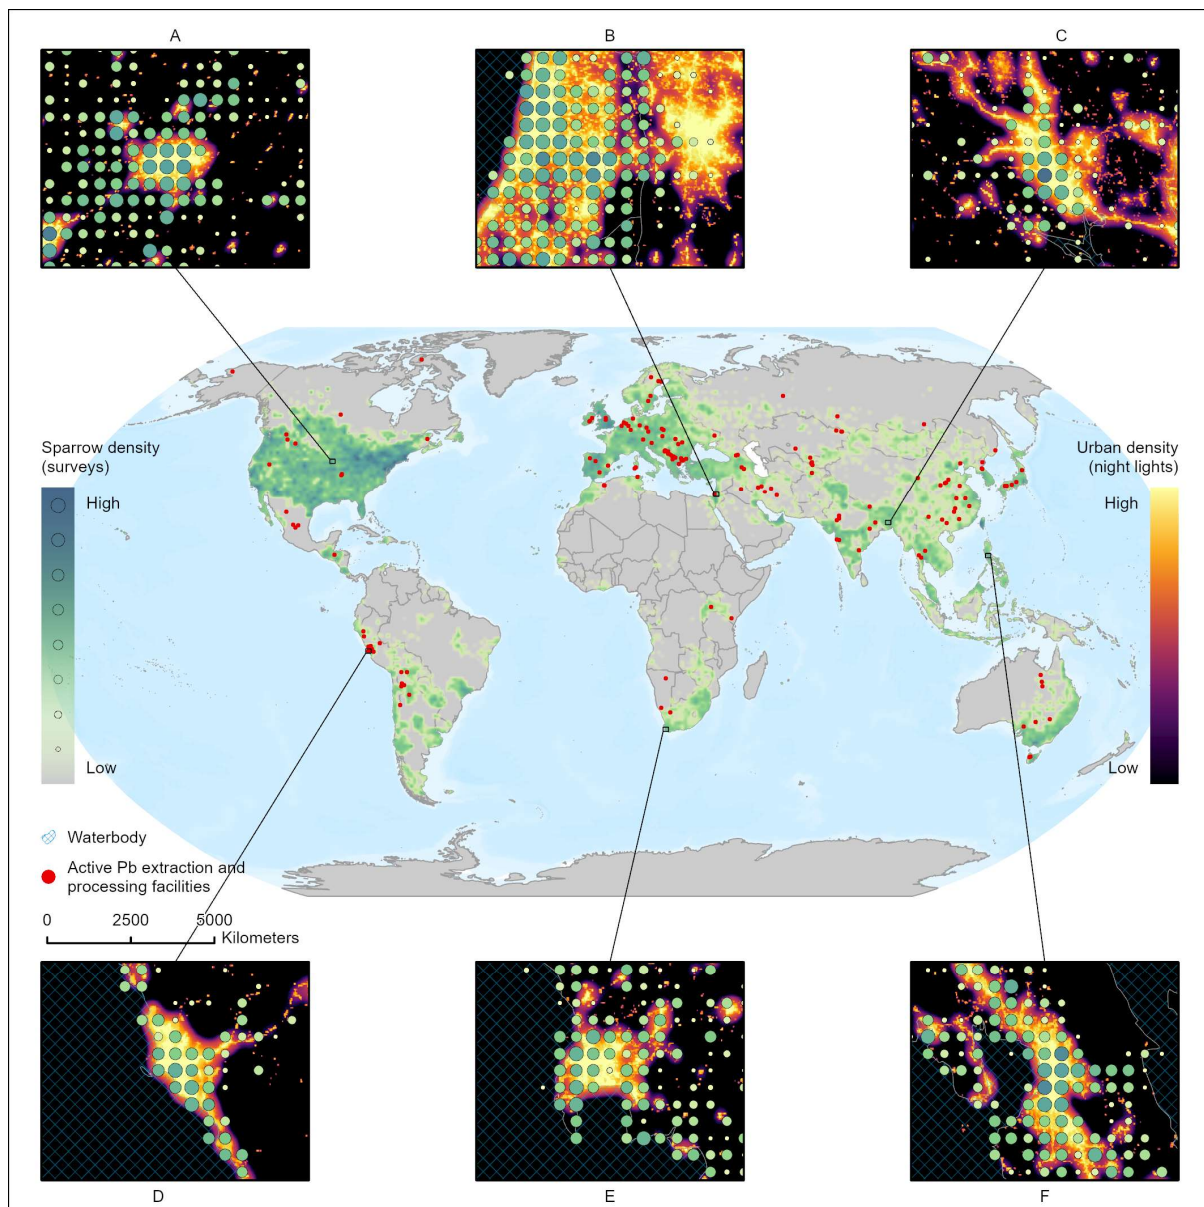 A
B
C
Sparrow density
(surveys)
High
Low
Urban density
(night lights)
High
Low
Waterbody
Active Pb extraction and
processing facilities
0 2500 5000
Kilometers
D
E
F